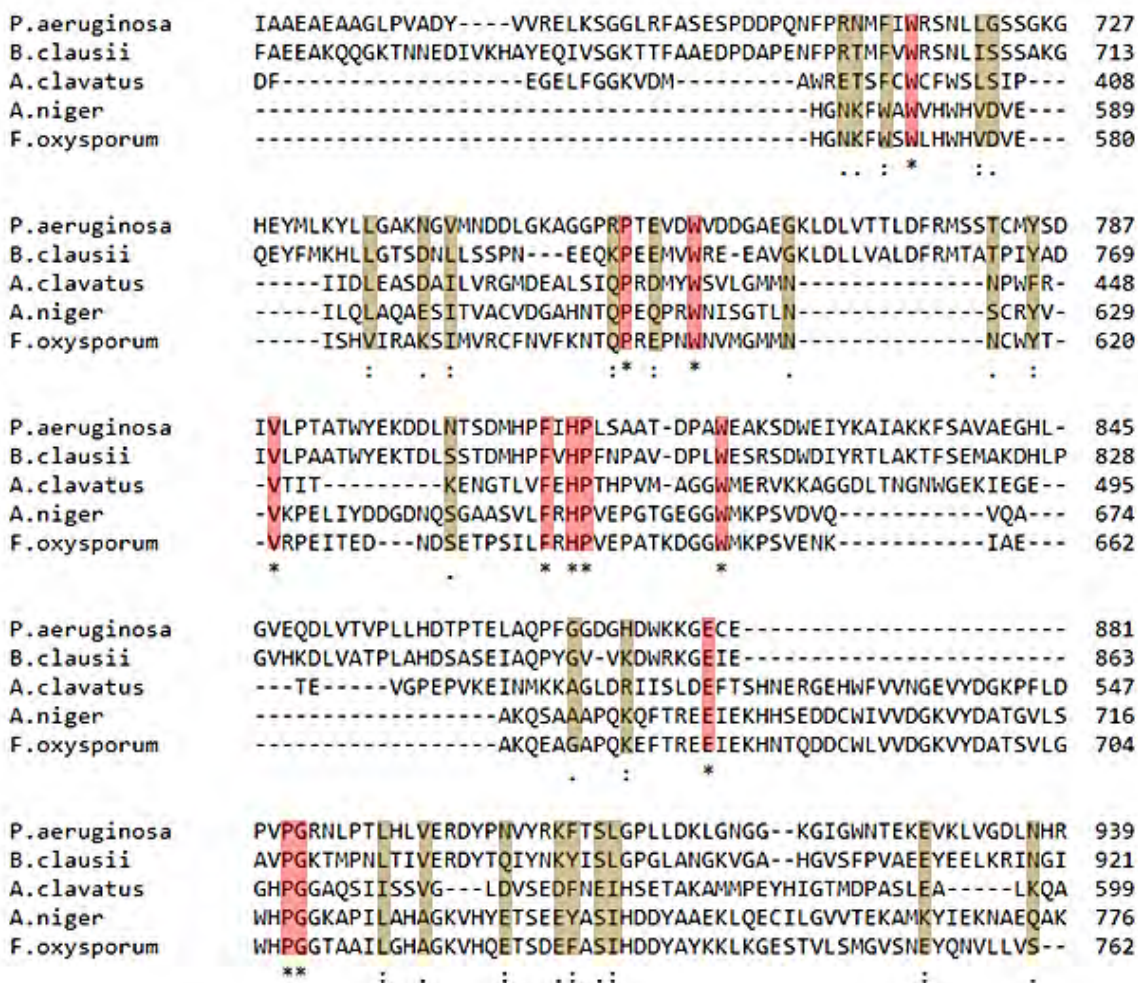 P.aeruginosa IAAEAEAAGLPVADY----VVRELKSGGLRFASESPDDPQNFPRNMFIWRSNLLGSSGKG 727
B.clausii FAEEAKQQGKTNNEDIVKHAYEQIVSGKTTFAAEDPDAPENFPRTMFVWRSNLISSSAKG 713
A.clavatus DF------------------EGELFGGKVDM---------AWRETSFCWCFWSLSIP--- 408
A.niger ------------------------------------------HGNKFWAWVHWHVDVE--- 589
F.oxysporum ------------------------------------------HGNKFWSWLHWHVDVE--- 580
.. : * :.
P.aeruginosa HEYMLKYLLGAKNGVMNDDLGKAGGPRPTEVDWVDDGAEGKLDLVTTLDFRMSSTCMYSD 787
B.clausii QEYFMKHLLGTSDNLLSSPN---EEQKPEEMVWRE-EAVGKLDLLVALDFRMTATPIYAD 769
A.clavatus -----IIDLEASDAILVRGMDEALSIQPRDMYWSVLGMMN--------------NPWFR- 448
A.niger -----ILQLAQAESITVACVDGAHNTQPEQPRWNISGTLN--------------SCRYV- 629
F.oxysporum -----ISHVIRAKSIMVRCFNVFKNTQPREPNWNVMGMMN--------------NCWYT- 620
: . : :*: * . . :
P.aeruginosa IVLPTATWYEKDDLNTSDMHPFIHPLSAAT-DPAWEAKSDWEIYKAIAKKFSAVAEGHL- 845
B.clausii IVLPAATWYEKTDLSSTDMHPFVHPFNPAV-DPLWESRSDWDIYRTLAKTFSEMAKDHLP 828
A.clavatus -VTIT---------KENGTLVFEHPTHPVM-AGGWMERVKKAGGDLTNGNWGEKIEGE-- 495
A.niger -VKPELIYDDGDNQSGAASVLFRHPVEPGTGEGGWMKPSVDVQ----------VQA--- 674
F.oxysporum -VRPEITED---NDSETPSILFRHPVEPATKDGGWMKPSVENK----------IAE--- 662
* . * ** *
P.aeruginosa GVEQDLVTVPLLHDTPTELAQPFGGDGHDWKKGECE------------------------ 881
B.clausii GVHKDLVATPLAHDSASEIAQPYGV-VKDWRKGEIE------------------------ 863
A.clavatus ---TE-----VGPEPVKEINMKKAGLDRIISLDEFTSHNERGEHWFVVNGEVYDGKPFLD 547
A.niger ------------------AKQSAAAPQKQFTREEIEKHHSEDDCWIVVDGKVYDATGVLS 716
F.oxysporum ------------------AKQEAGAPQKEFTREEIEKHNTQDDCWLVVDGKVYDATSVLG 704
. : *
P.aeruginosa PVPGRNLPTLHLVERDYPNVYRKFTSLGPLLDKLGNGG--KGIGWNTEKEVKLVGDLNHR 939
B.clausii AVPGKTMPNLTIVERDYTQIYNKYISLGPGLANGKVGA--HGVSFPVAEEYEELKRINGI 921
A.clavatus GHPGGAQSIISSVG---LDVSEDFNEIHSETAKAMMPEYHIGTMDPASLEA-----LKQA 599
A.niger WHPGGKAPILAHAGKVHYETSEEYASIHDDYAAEKLQECILGVVTEKAMKYIEKNAEQAK 776
F.oxysporum WHPGGTAAILGHAGKVHQETSDEFASIHDDYAYKKLKGESTVLSMGVSNEYQNVLLVS-- 762
** : . : .: .: : .